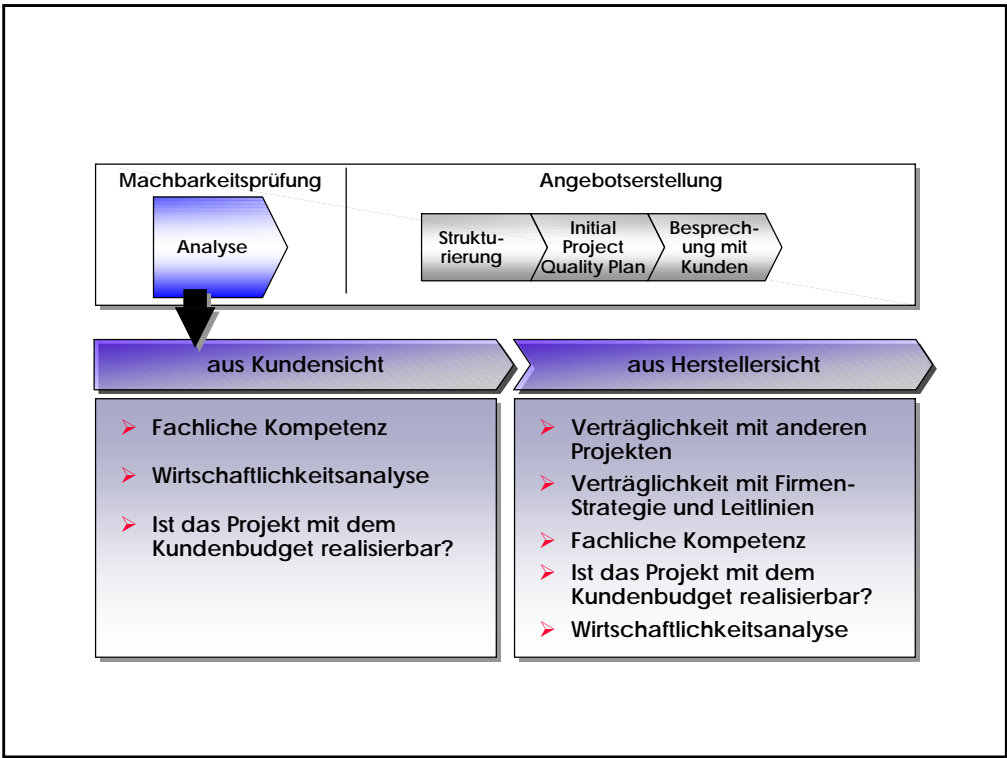 Machbarkeitsprüfung
Analyse
Angebotserstellung
Struktu-
rierung
Initial
Project
Quality Plan
Besprech-
ung mit
Kunden
aus Kundensicht
Fachliche Kompetenz
Wirtschaftlichkeitsanalyse
Ist das Projekt mit dem
Kundenbudget realisierbar?
aus Herstellersicht
Verträglichkeit mit anderen
Projekten
Verträglichkeit mit Firmen-
Strategie und Leitlinien
Fachliche Kompetenz
Ist das Projekt mit dem
Kundenbudget realisierbar?
Wirtschaftlichkeitsanalyse